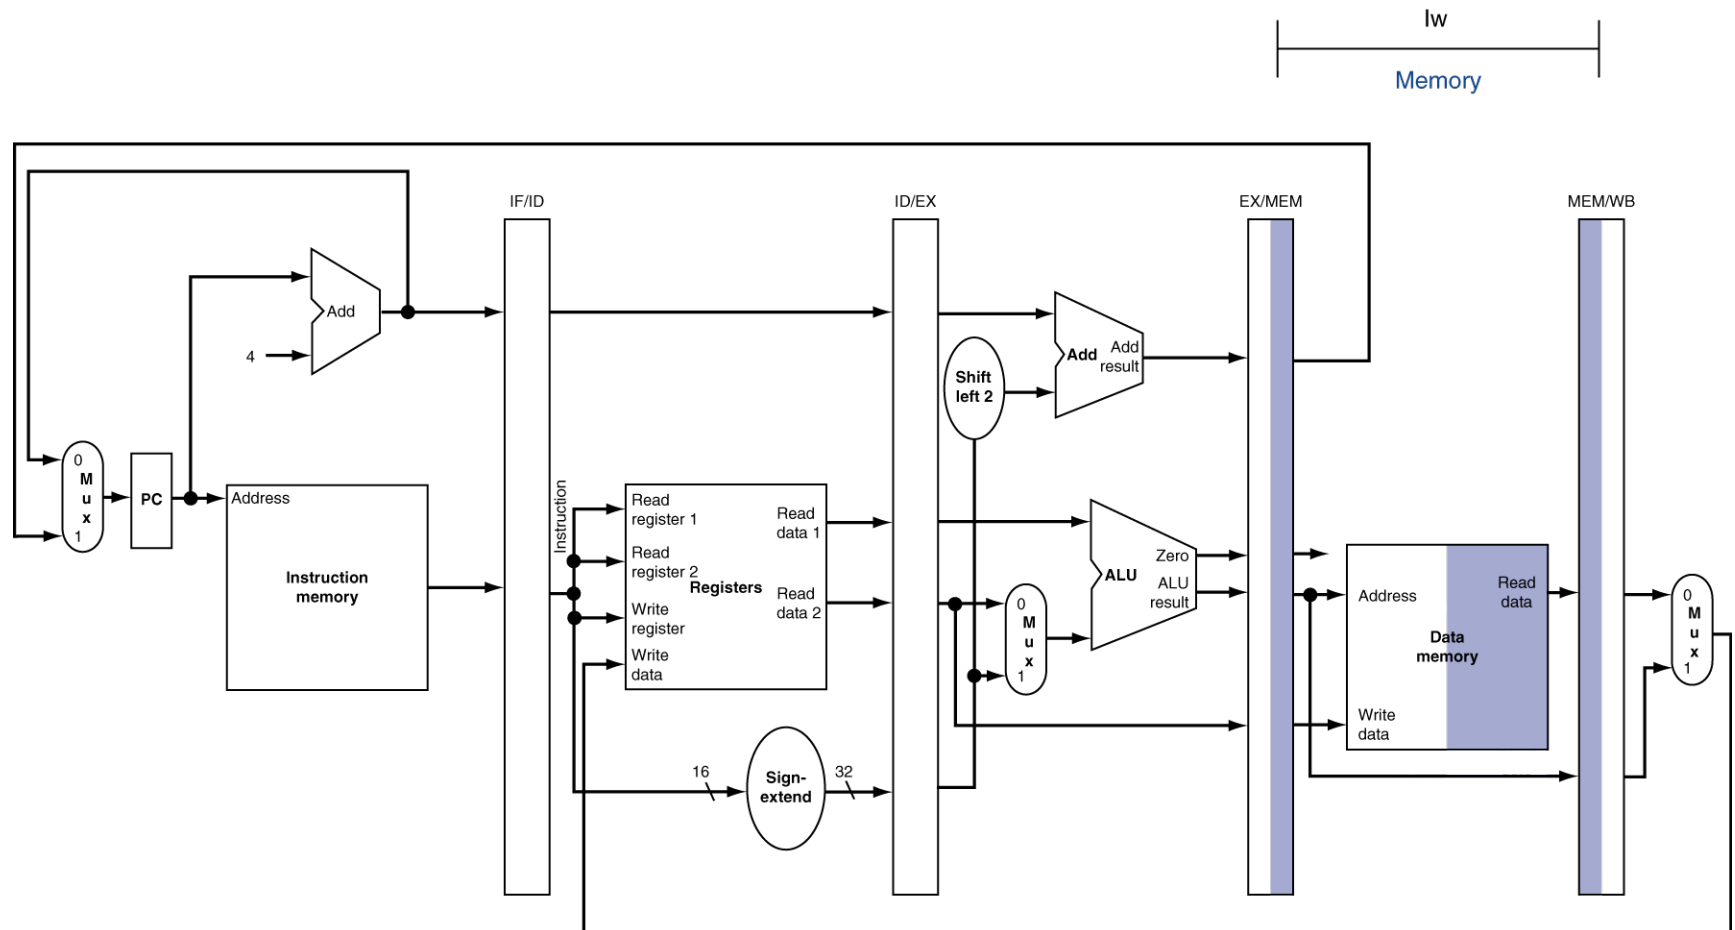 lw
Memory
IF/ID
ID/EX
EX/MEM
MEM/WB
Add
4
Shift
left 2
Add
Add
result
0
M
u
x
1
PC
Address
Instruction
memory
Instruction
Read
register 1
Read
register 2
Write
register
Write
data
Registers
Read
data 1
Read
data 2
16
Sign-
extend
32
0
M
u
x
1
ALU
Zero
ALU
result
Address
Read
data
Data
memory
Write
data
0
M
u
x
1